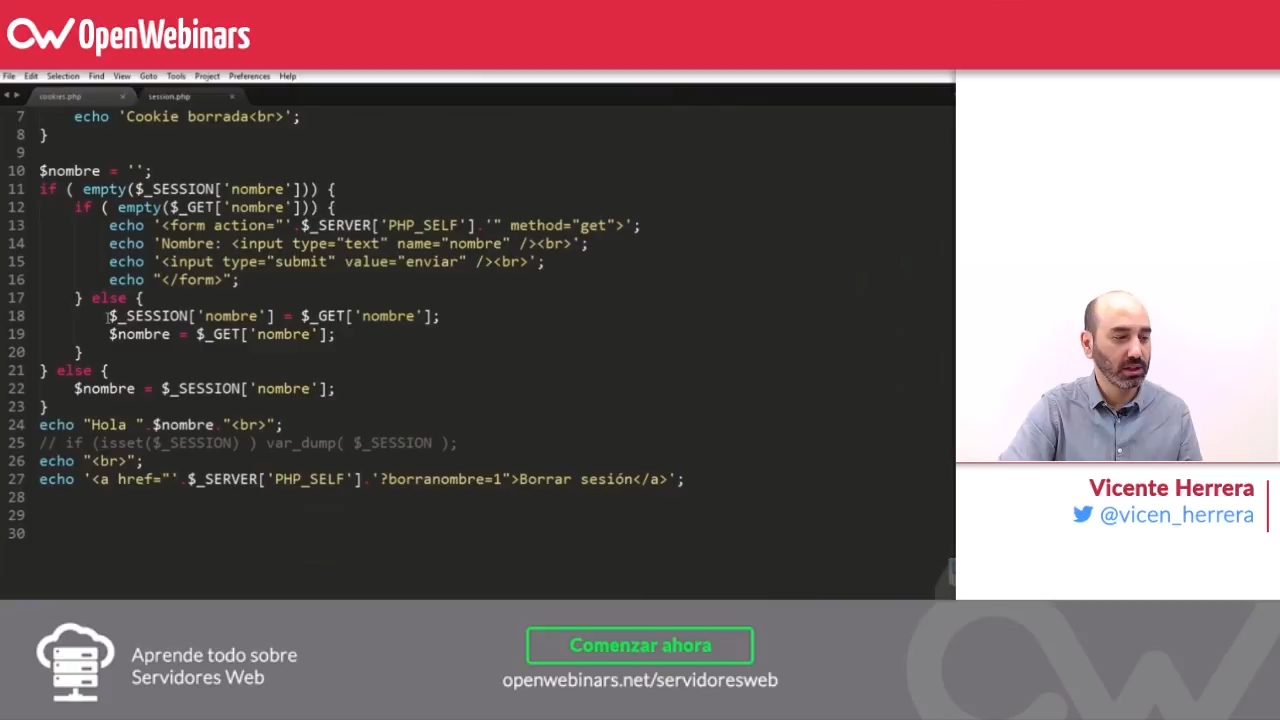 OpenWebinars
File Edit Selection Find View Goto Tools Project Preferences Help
cookies.php × session.php ×
7 echo 'Cookie borrada<br>';
8 }
9
10 $nombre = '';
11 if ( empty($_SESSION['nombre'])) {
12 if ( empty($_GET['nombre'])) {
13 echo '<form action="'.$_SERVER['PHP_SELF'].'" method="get">';
14 echo 'Nombre: <input type="text" name="nombre" /><br>';
15 echo '<input type="submit" value="enviar" /><br>';
16 echo "</form>";
17 } else {
18 $_SESSION['nombre'] = $_GET['nombre'];
19 $nombre = $_GET['nombre'];
20 }
21 } else {
22 $nombre = $_SESSION['nombre'];
23 }
24 echo "Hola ".$nombre."<br>";
25 // if (isset($_SESSION) ) var_dump( $_SESSION );
26 echo "<br>";
27 echo '<a href="'.$_SERVER['PHP_SELF'].'?borranombre=1">Borrar sesión</a>';
28
29
30
Vicente Herrera
@vicen_herrera
Aprende todo sobre
Servidores Web
Comenzar ahora
openwebinars.net/servidoresweb